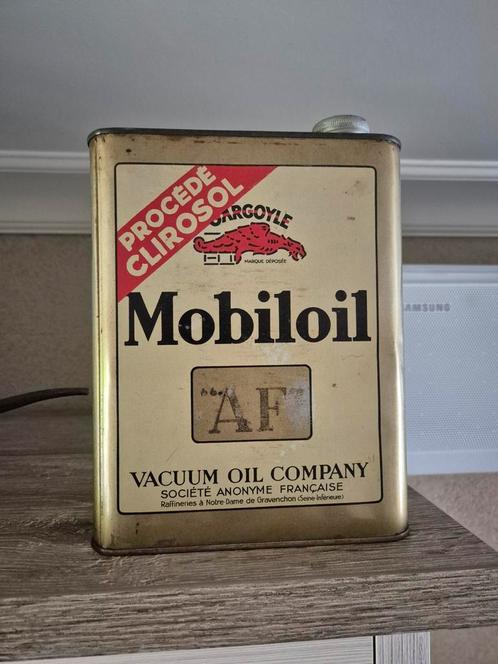 PROCÉDÉ
CLIROSOL
GARGOYLE
MARQUE DÉPOSÉE
Mobiloil
"AF"
VACUUM OIL COMPANY
SOCIÉTÉ ANONYME FRANÇAISE
Raffineries à Notre-Dame de Gravenchon (Seine-Inférieure)
SAMSUNG